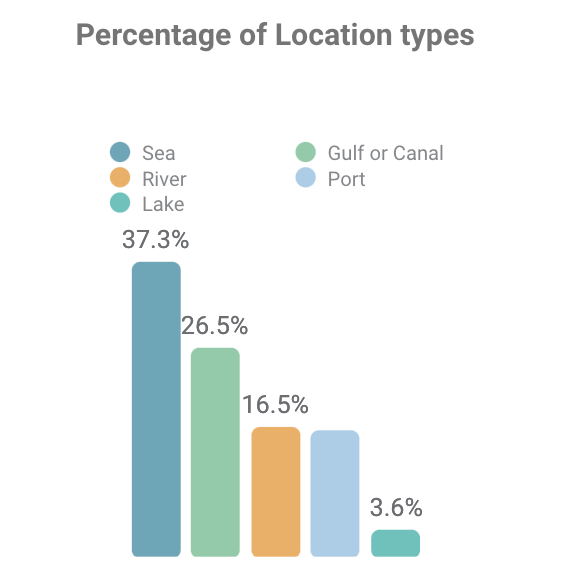 Percentage of Location types
Sea
Gulf or Canal
River
Port
Lake
37.3%
26.5%
16.5%
3.6%